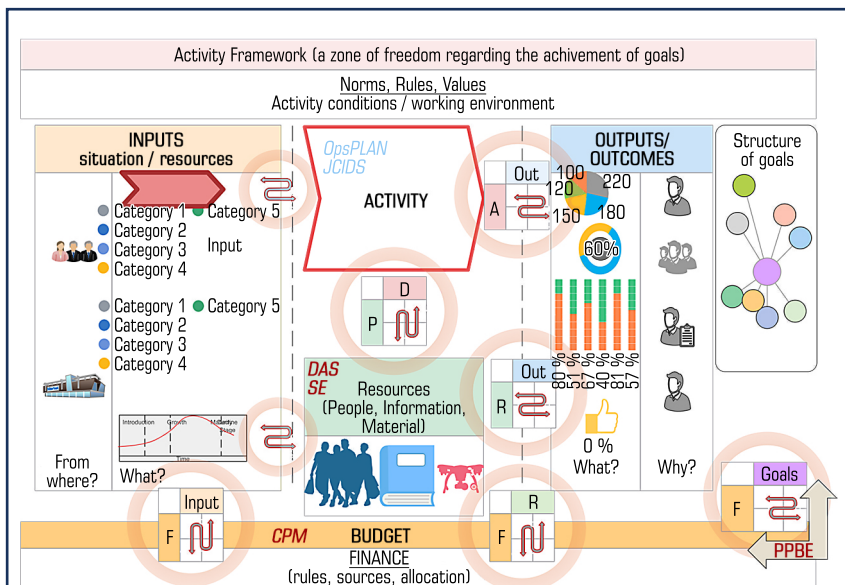 Activity Framework (a zone of freedom regarding the achivement of goals)
Norms, Rules, Values
Activity conditions / working environment
INPUTS
situation / resources
Category 1
Category 5
Category 2
Category 3
Input
Category 4
Category 1
Category 5
Category 2
Category 3
Category 4
Introduction
Growth
Stage
Time
From
where?
What?
OpsPLAN
JCIDS
ACTIVITY
Out
A
D
P
DAS
SE
Resources
(People, Information,
Material)
Out
R
OUTPUTS/
OUTCOMES
100
220
120
150
180
60%
80 %
51 %
67 %
40 %
81 %
57 %
0 %
What?
Why?
Structure
of goals
Input
F
R
F
Goals
F
PPBE
CPM
BUDGET
FINANCE
(rules, sources, allocation)